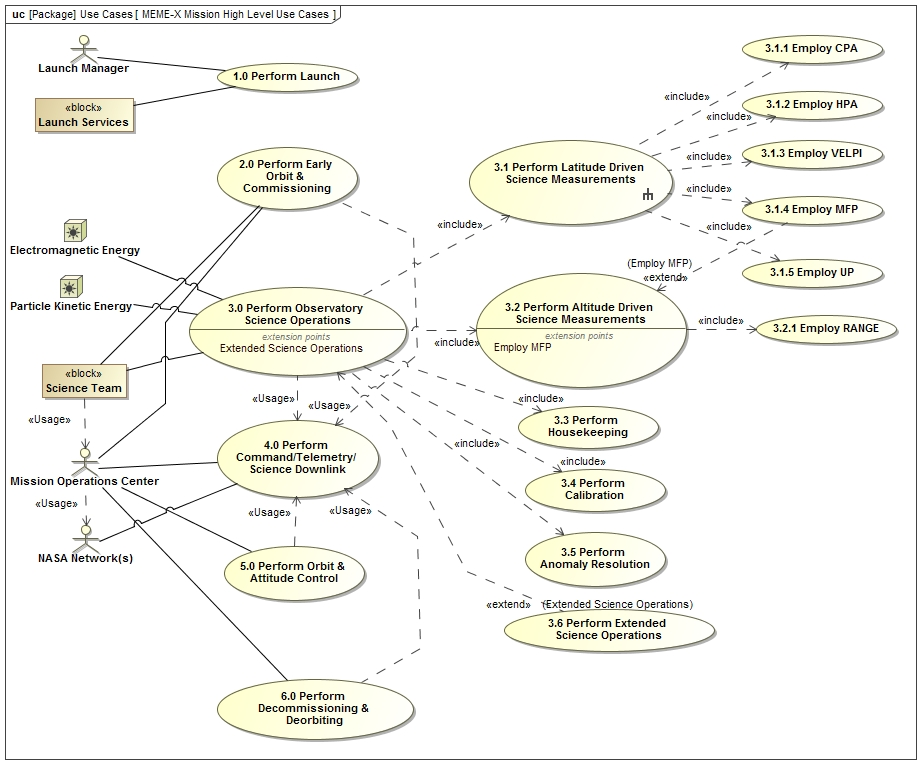 uc [Package] Use Cases [ MEME-X Mission High Level Use Cases ]
Launch Manager
«block»
Launch Services
1.0 Perform Launch
2.0 Perform Early
Orbit &
Commissioning
Electromagnetic Energy
Particle Kinetic Energy
3.0 Perform Observatory
Science Operations
extension points
Extended Science Operations
«block»
Science Team
«Usage»
Mission Operations Center
«Usage»
NASA Network(s)
«Usage»
«Usage»
4.0 Perform
Command/Telemetry/
Science Downlink
«Usage»
«Usage»
5.0 Perform Orbit &
Attitude Control
6.0 Perform
Decommissioning &
Deorbiting
«include»
3.1 Perform Latitude Driven
Science Measurements
«include»
3.1.1 Employ CPA
«include»
3.1.2 Employ HPA
«include»
3.1.3 Employ VELPI
«include»
3.1.4 Employ MFP
«include»
3.1.5 Employ UP
(Employ MFP)
«extend»
«include»
3.2 Perform Altitude Driven
Science Measurements
extension points
Employ MFP
«include»
3.2.1 Employ RANGE
«include»
3.3 Perform
Housekeeping
«include»
«include»
3.4 Perform
Calibration
3.5 Perform
Anomaly Resolution
«extend»
(Extended Science Operations)
3.6 Perform Extended
Science Operations